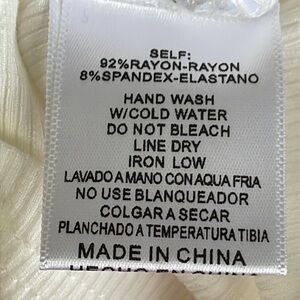 SELF:
92%RAYON-RAYON
8%SPANDEX-ELASTANO
HAND WASH
W/COLD WATER
DO NOT BLEACH
LINE DRY
IRON LOW
LAVADO A MANO CON AQUA FRIA
NO USE BLANQUEADOR
COLGAR A SECAR
PLANCHADO A TEMPERATURA TIBIA
MADE IN CHINA